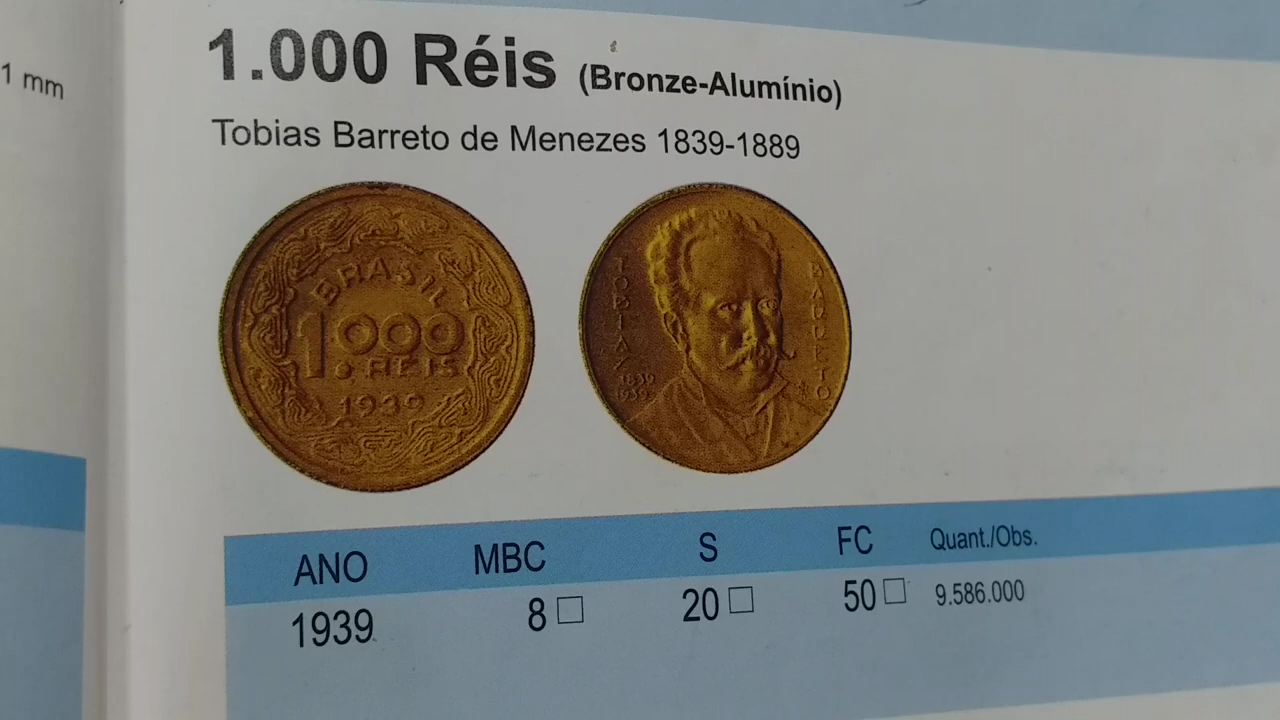 1 mm
1.000 Réis (Bronze-Alumínio)
Tobias Barreto de Menezes 1839-1889
BRASIL
1.000
REIS
1939
TOBIAS
1839
1939
BARRETO
ANO MBC S FC Quant./Obs.
1939 8 20 50 9.586.000